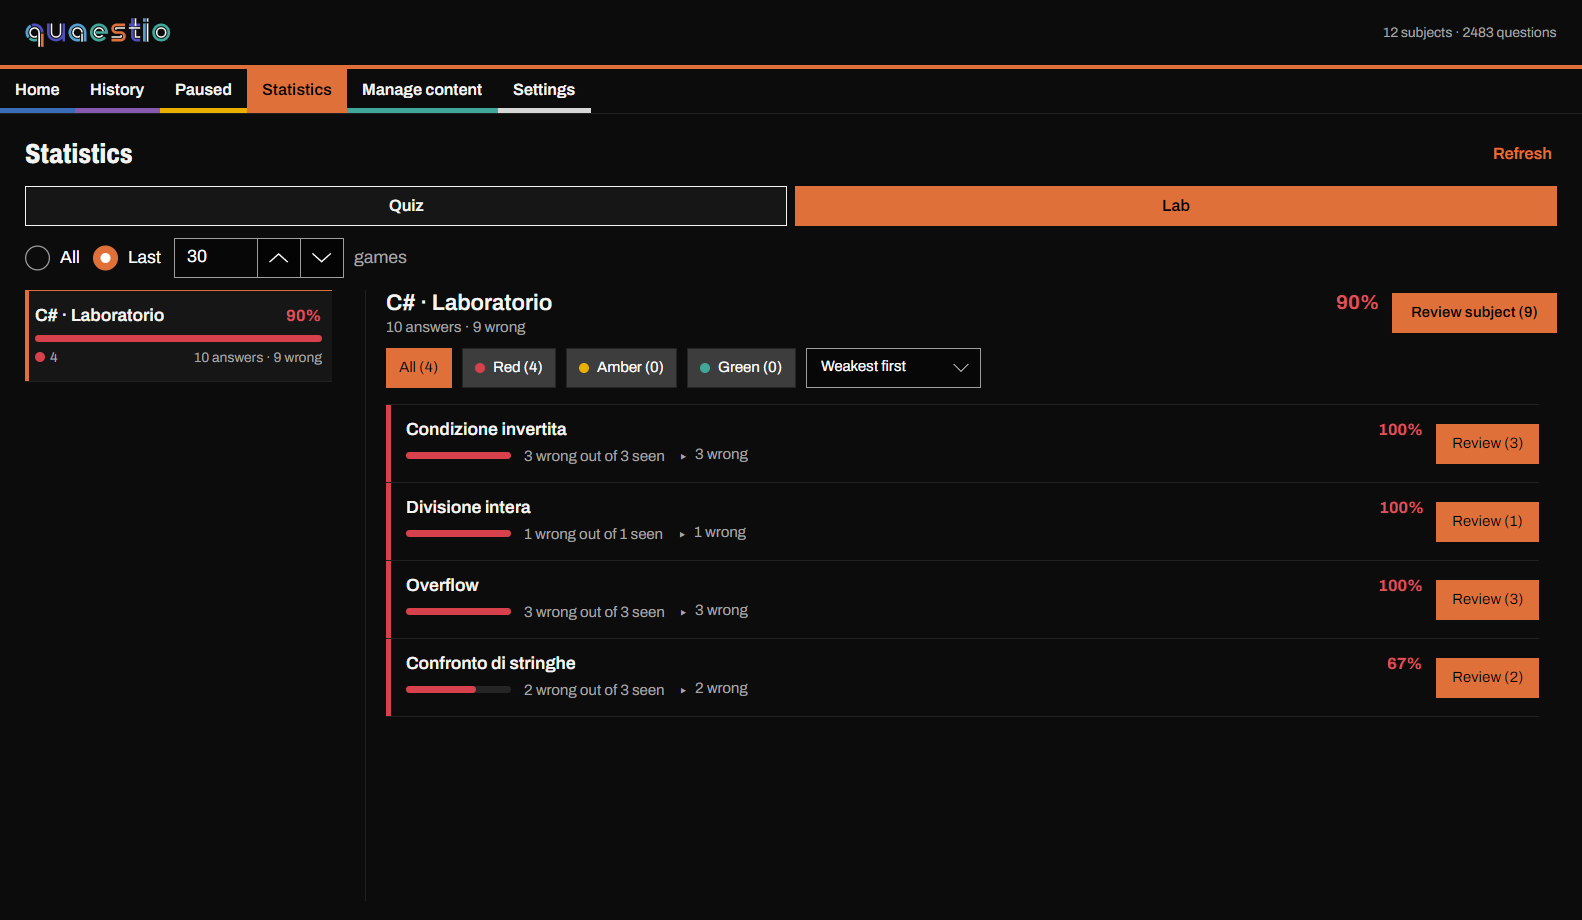 quaestio
12 subjects · 2483 questions
Home History Paused Statistics Manage content Settings
Statistics
Refresh
Quiz
Lab
All Last 30 games
C# · Laboratorio 90%
4 10 answers · 9 wrong
C# · Laboratorio
10 answers · 9 wrong
90%
Review subject (9)
All (4) Red (4) Amber (0) Green (0) Weakest first
Condizione invertita
3 wrong out of 3 seen ▸ 3 wrong
100%
Review (3)
Divisione intera
1 wrong out of 1 seen ▸ 1 wrong
100%
Review (1)
Overflow
3 wrong out of 3 seen ▸ 3 wrong
100%
Review (3)
Confronto di stringhe
2 wrong out of 3 seen ▸ 2 wrong
67%
Review (2)